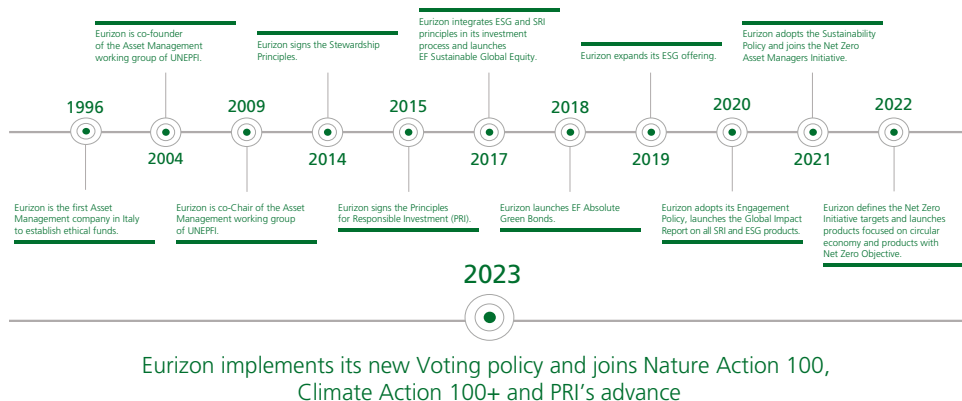 Eurizon is co-founder
of the Asset Management
working group of UNEPFI.
Eurizon signs the Stewardship
Principles.
Eurizon integrates ESG and SRI
principles in its investment
process and launches
EF Sustainable Global Equity.
Eurizon expands its ESG offering.
Eurizon adopts the Sustainability
Policy and joins the Net Zero
Asset Managers Initiative.
1996
2009
2015
2018
2020
2022
2004
2014
2017
2019
2021
Eurizon is the first Asset
Management company in Italy
to establish ethical funds.
Eurizon is co-Chair of the Asset
Management working group
of UNEPFI.
Eurizon signs the Principles
for Responsible Investment (PRI).
Eurizon launches EF Absolute
Green Bonds.
Eurizon adopts its Engagement
Policy, launches the Global Impact
Report on all SRI and ESG products.
Eurizon defines the Net Zero
Initiative targets and launches
products focused on circular
economy and products with
Net Zero Objective.
2023
Eurizon implements its new Voting policy and joins Nature Action 100,
Climate Action 100+ and PRI's advance